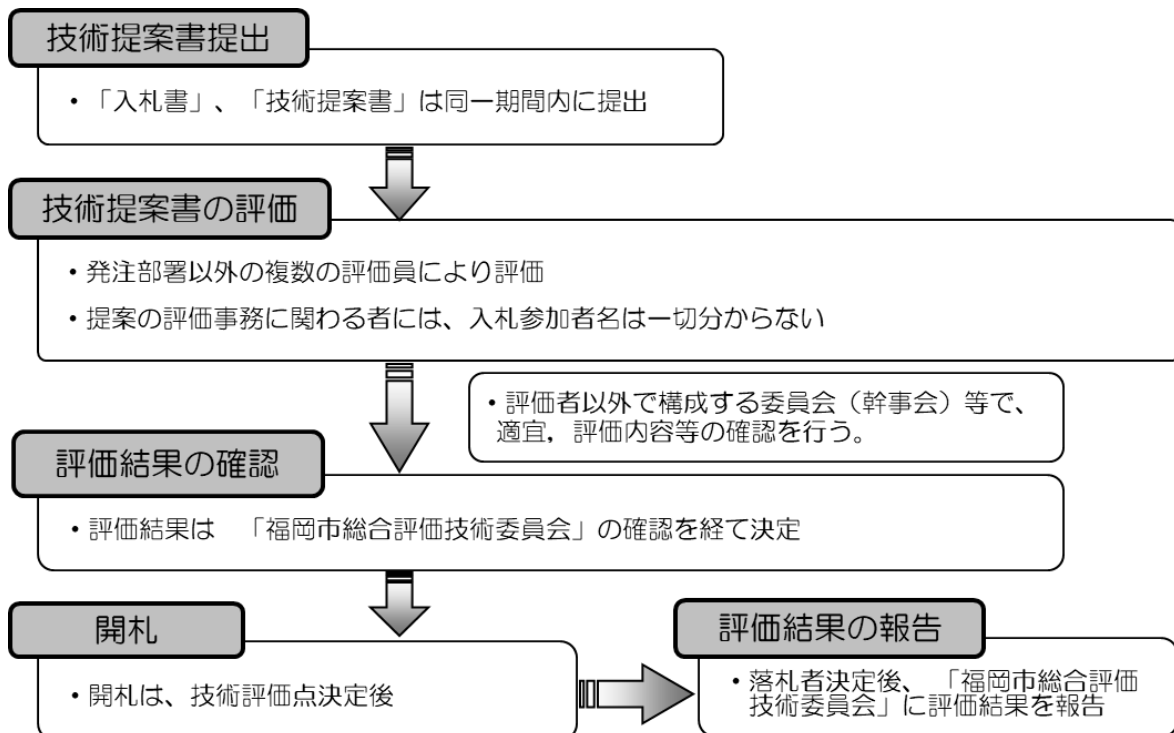 技術提案書提出
・「入札書」、「技術提案書」は同一期間内に提出
技術提案書の評価
・発注部署以外の複数の評価員により評価
・提案の評価事務に関わる者には、入札参加者名は一切分からない
・評価者以外で構成する委員会（幹事会）等で、
適宜，評価内容等の確認を行う。
評価結果の確認
・評価結果は　「福岡市総合評価技術委員会」の確認を経て決定
開札
・開札は、技術評価点決定後
評価結果の報告
・落札者決定後、　「福岡市総合評価
技術委員会」に評価結果を報告